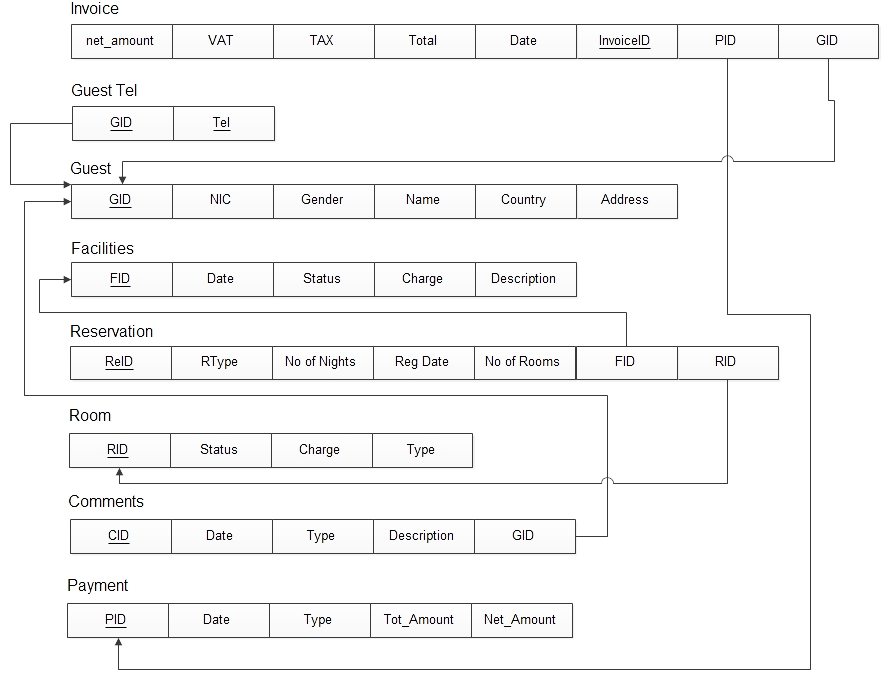 Invoice
net_amount VAT TAX Total Date InvoiceID PID GID
Guest Tel
GID Tel
Guest
GID NIC Gender Name Country Address
Facilities
FID Date Status Charge Description
Reservation
ReID RType No of Nights Reg Date No of Rooms FID RID
Room
RID Status Charge Type
Comments
CID Date Type Description GID
Payment
PID Date Type Tot_Amount Net_Amount